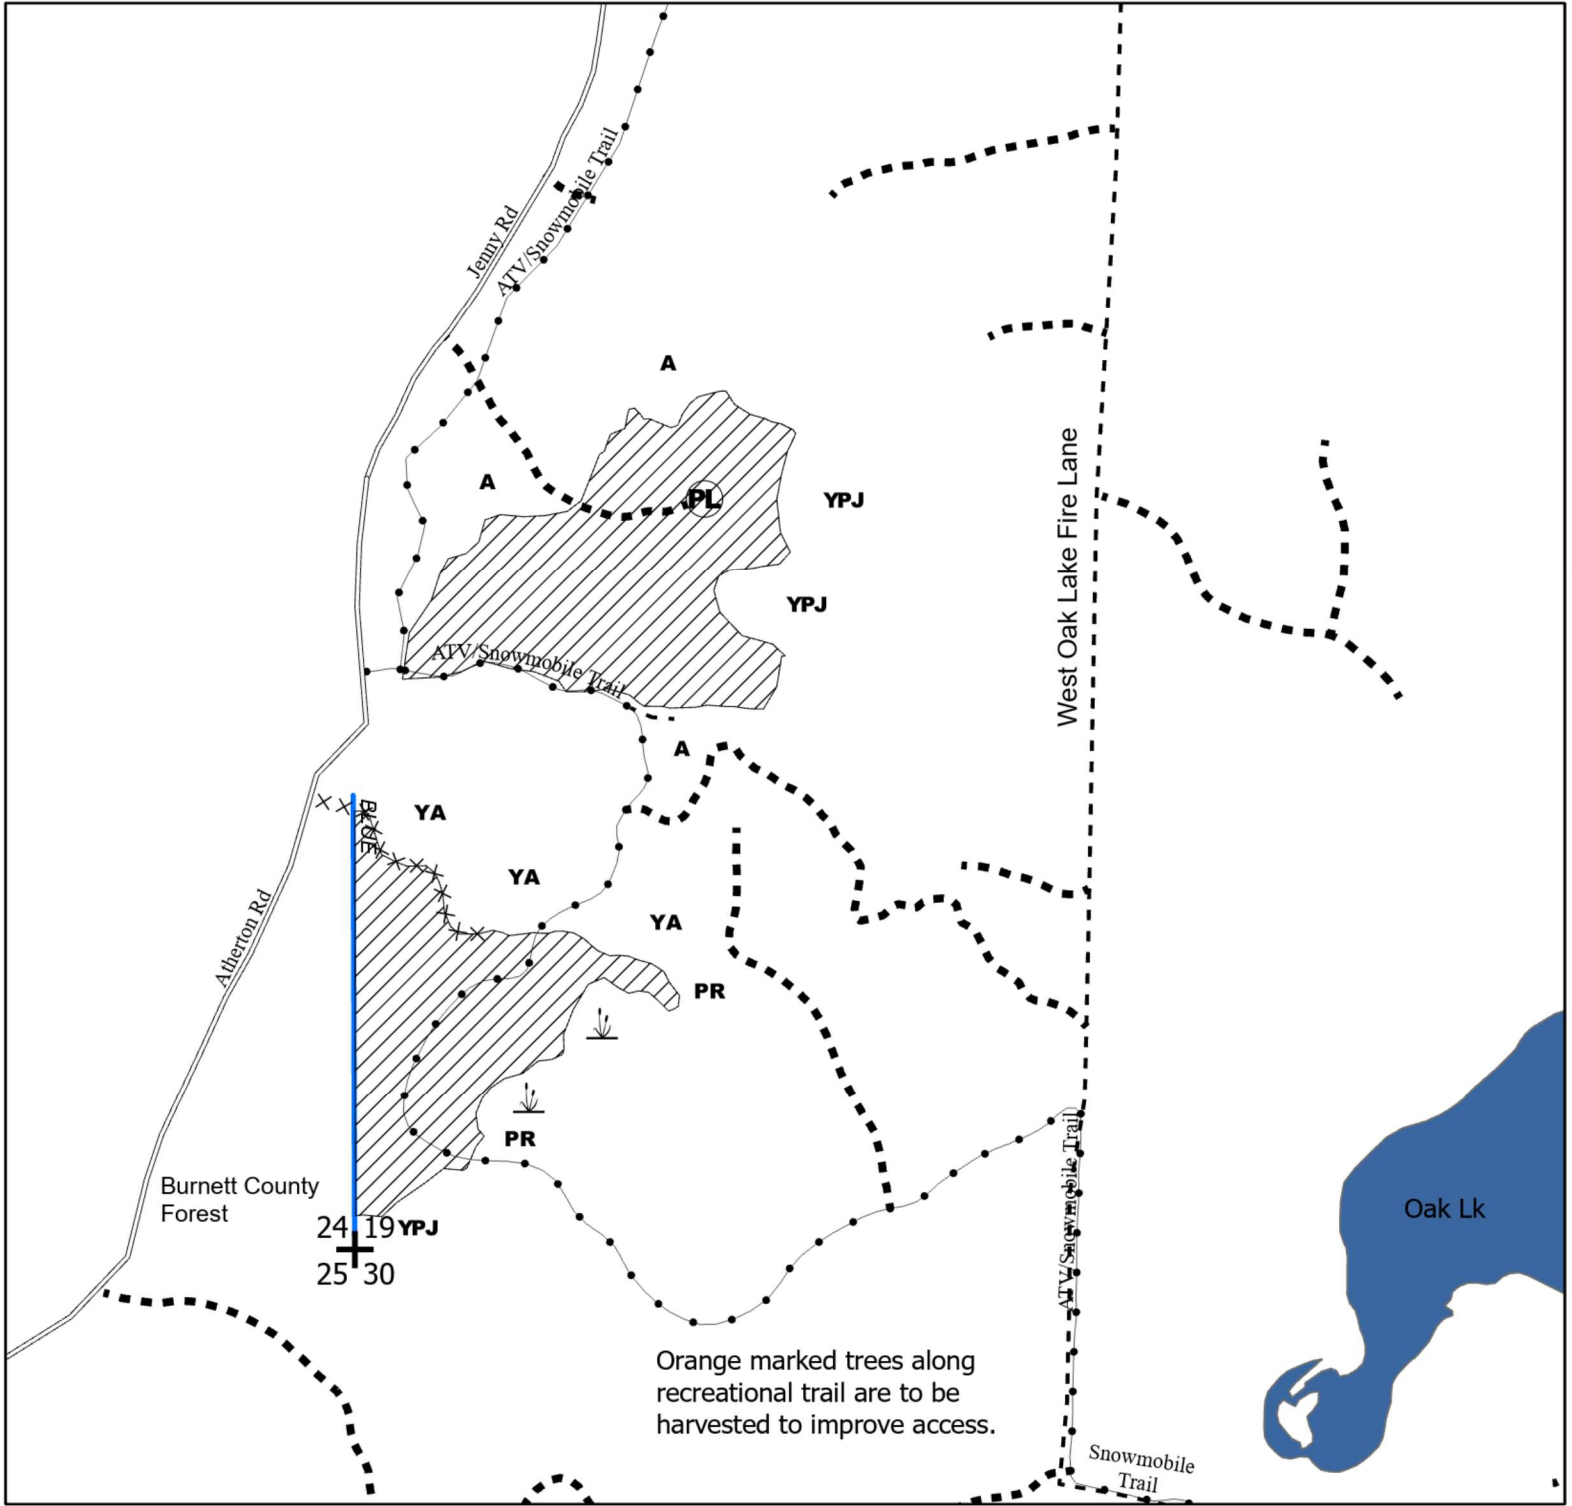 ATV/Snowmobile Trail
Jenny Rd
A
A
PL
YPJ
West Oak Lake Fire Lane
YPJ
ATV/Snowmobile Trail
A
BLUE
YA
YA
YA
Atherton Rd
PR
PR
ATV/Snowmobile Trail
Burnett County
Forest
Oak Lk
24 19 YPJ
25 30
Orange marked trees along
recreational trail are to be
harvested to improve access.
Snowmobile
Trail